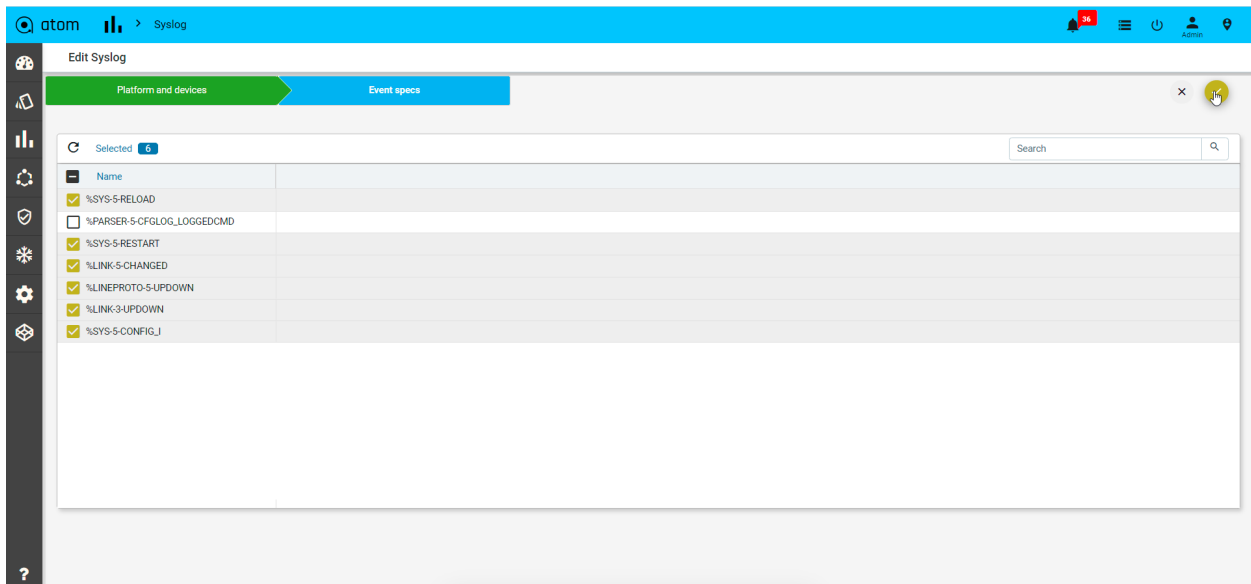 atom
Syslog
36
Admin
Edit Syslog
Platform and devices
Event specs
Selected 6
Search
Name
%SYS-5-RELOAD
%PARSER-5-CFGLOG_LOGGEDCMD
%SYS-5-RESTART
%LINK-5-CHANGED
%LINEPROTO-5-UPDOWN
%LINK-3-UPDOWN
%SYS-5-CONFIG_I
?